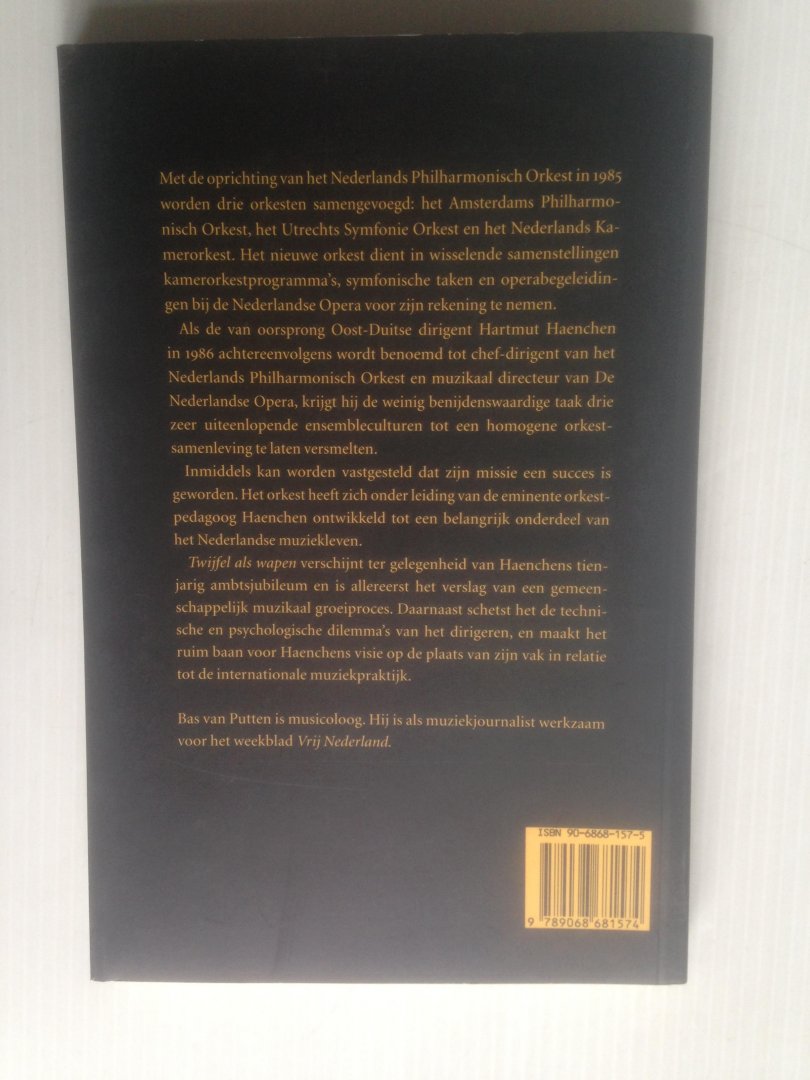 Met de oprichting van het Nederlands Philharmonisch Orkest in 1985
worden drie orkesten samengevoegd: het Amsterdams Philharmo-
nisch Orkest, het Utrechts Symfonie Orkest en het Nederlands Ka-
merorkest. Het nieuwe orkest dient in wisselende samenstellingen
kamerorkestprogramma's, symfonische taken en operabegeleidin-
gen bij de Nederlandse Opera voor zijn rekening te nemen.
Als de van oorsprong Oost-Duitse dirigent Hartmut Haenchen
in 1986 achtereenvolgens wordt benoemd tot chef-dirigent van het
Nederlands Philharmonisch Orkest en muzikaal directeur van De
Nederlandse Opera, krijgt hij de weinig benijdenswaardige taak drie
zeer uiteenlopende ensembleculturen tot een homogene orkest-
samenleving te laten versmelten.
Inmiddels kan worden vastgesteld dat zijn missie een succes is
geworden. Het orkest heeft zich onder leiding van de eminente orkest-
pedagoog Haenchen ontwikkeld tot een belangrijk onderdeel van
het Nederlandse muziekleven.
Twijfel als wapen verschijnt ter gelegenheid van Haenchens tien-
jarig ambtsjubileum en is allereerst het verslag van een gemeen-
schappelijk muzikaal groeiproces. Daarnaast schetst het de techni-
sche en psychologische dilemma's van het dirigeren, en maakt het
ruim baan voor Haenchens visie op de plaats van zijn vak in relatie
tot de internationale muziekpraktijk.
Bas van Putten is musicoloog. Hij is als muziekjournalist werkzaam
voor het weekblad Vrij Nederland.
ISBN 90-6868-157-5
9 789068 681574